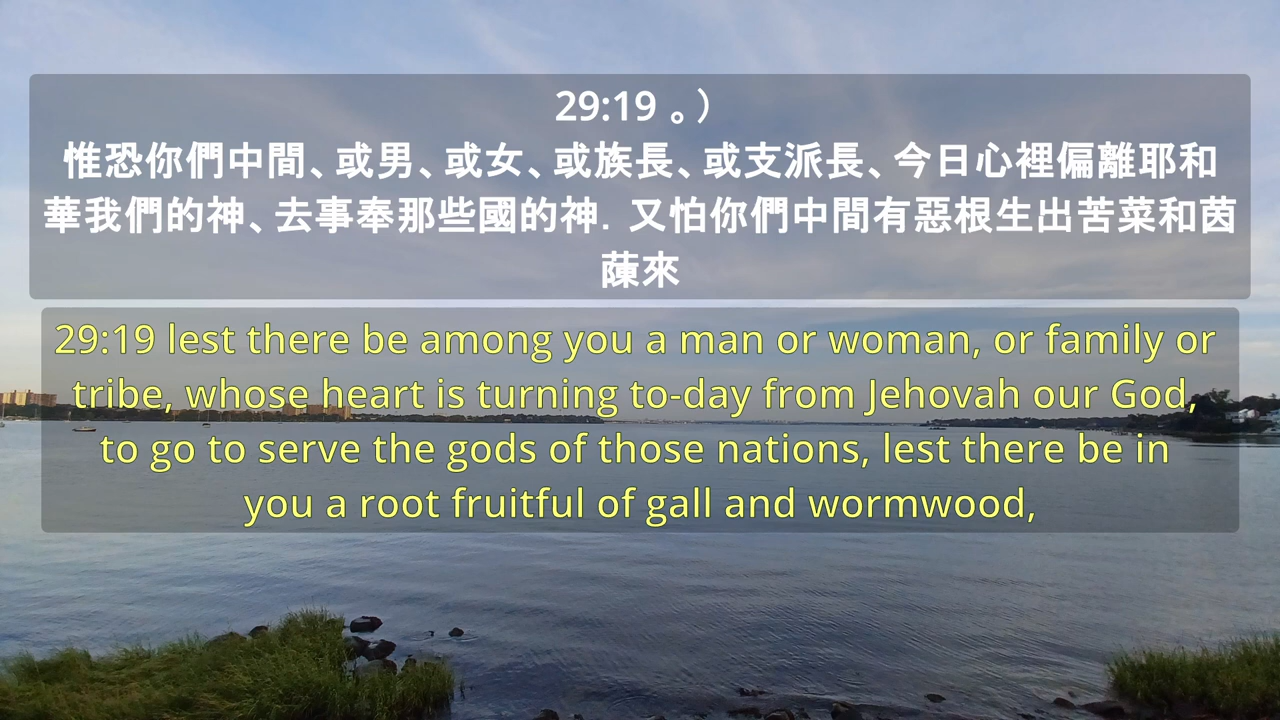 29:19 。）
惟恐你們中間、或男、或女、或族長、或支派長、今日心裡偏離耶和
華我們的神、去事奉那些國的神．又怕你們中間有惡根生出苦菜和茵
蔯來
29:19 lest there be among you a man or woman, or family or
tribe, whose heart is turning to-day from Jehovah our God,
to go to serve the gods of those nations, lest there be in
you a root fruitful of gall and wormwood,